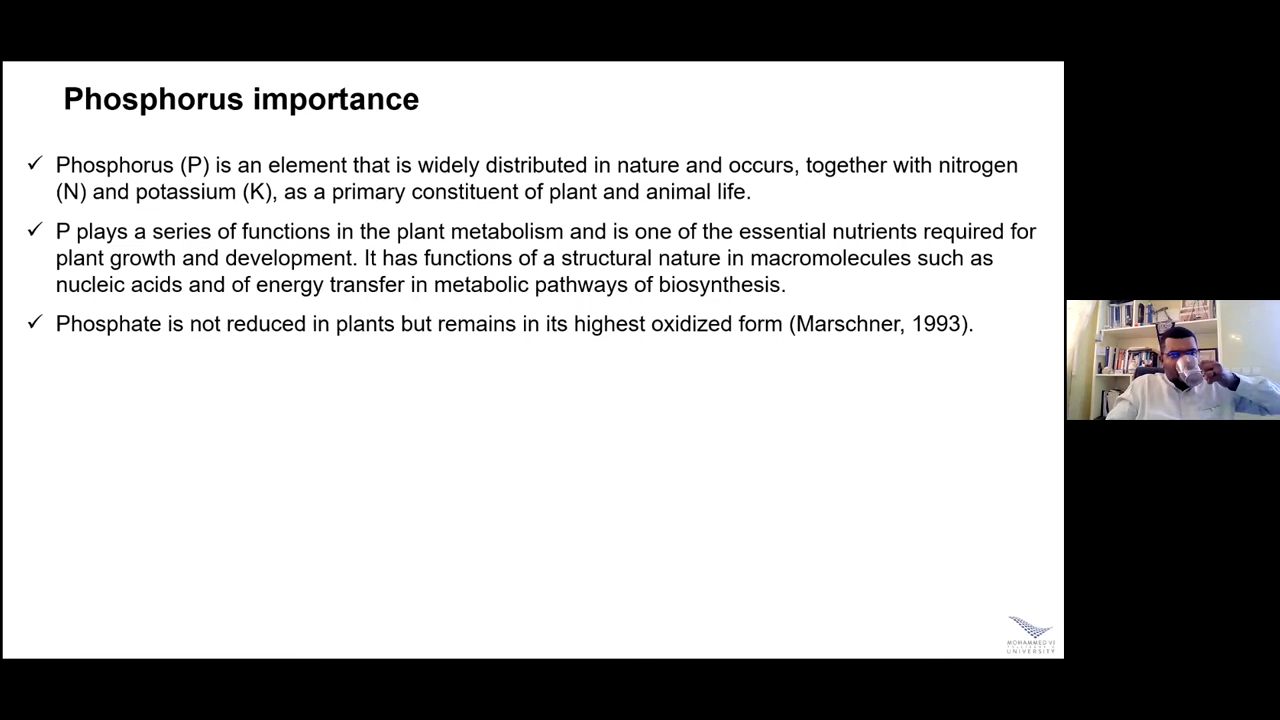 Phosphorus importance
✓ Phosphorus (P) is an element that is widely distributed in nature and occurs, together with nitrogen
(N) and potassium (K), as a primary constituent of plant and animal life.
✓ P plays a series of functions in the plant metabolism and is one of the essential nutrients required for
plant growth and development. It has functions of a structural nature in macromolecules such as
nucleic acids and of energy transfer in metabolic pathways of biosynthesis.
✓ Phosphate is not reduced in plants but remains in its highest oxidized form (Marschner, 1993).
MOHAMMED VI
UNIVERSITY